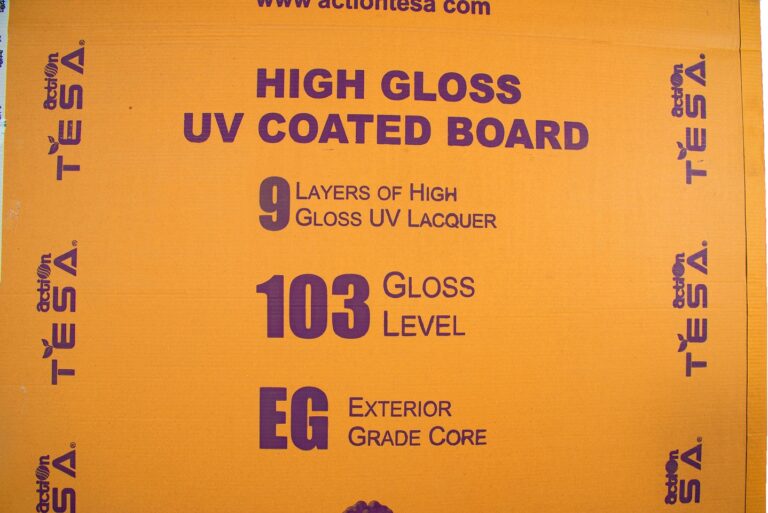 www actiontesa com
HIGH GLOSS
UV COATED BOARD
9 LAYERS OF HIGH
GLOSS UV LACQUER
103 GLOSS
LEVEL
EG EXTERIOR
GRADE CORE
action
TESA®
action
TESA®
action
ESA®
action
TESA®
action
TESA®
action
SA®